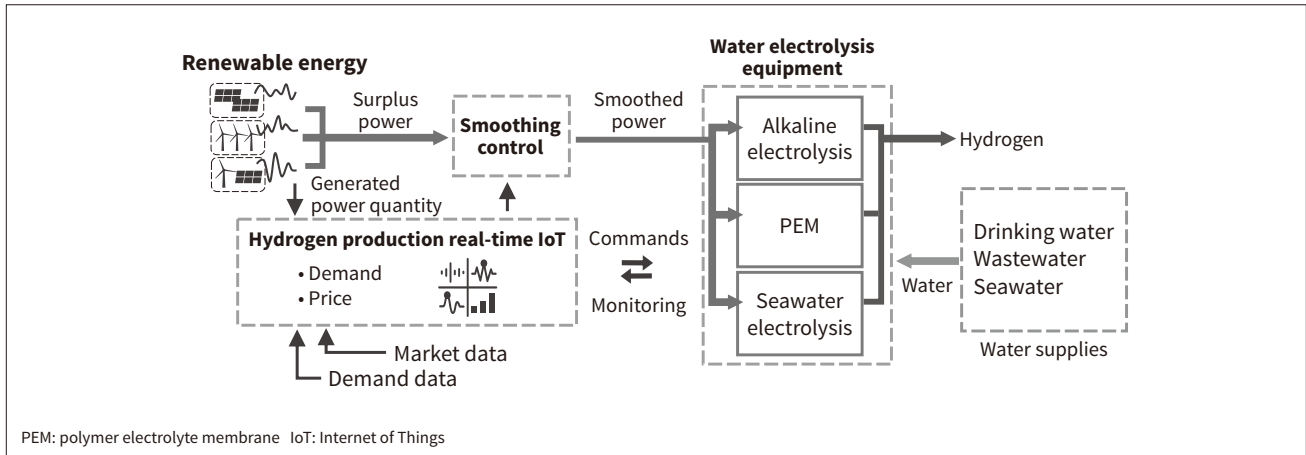 Renewable energy
Surplus
power
Smoothing
control
Smoothed
power
Water electrolysis
equipment
Alkaline
electrolysis
PEM
Seawater
electrolysis
Hydrogen
Generated
power quantity
Hydrogen production real-time IoT
• Demand
• Price
Commands
Monitoring
Water
Drinking water
Wastewater
Seawater
Water supplies
Market data
Demand data
PEM: polymer electrolyte membrane IoT: Internet of Things